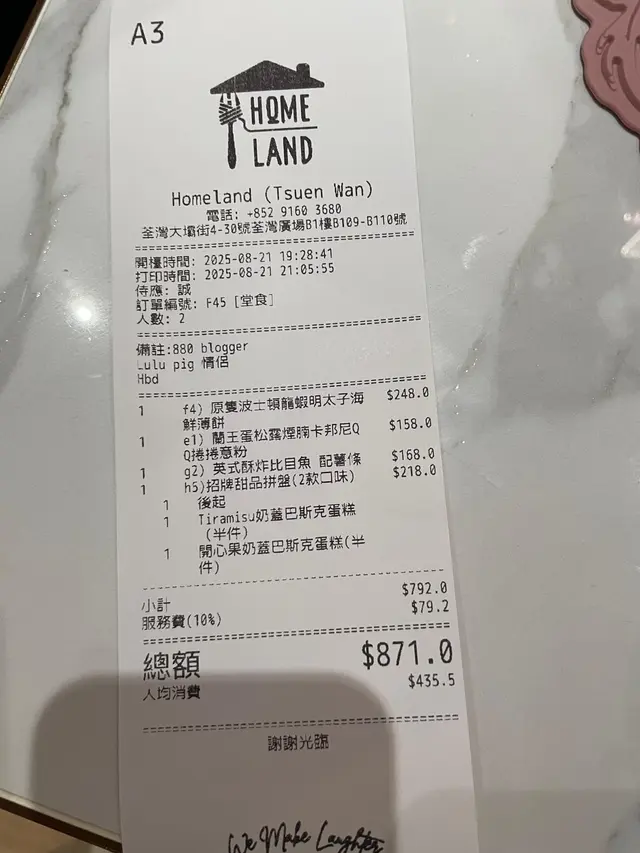 A3
HOME
LAND
Homeland (Tsuen Wan)
電話: +852 9160 3680
荃灣大壩街4-30號荃灣廣場B1樓B109-B110號
開檯時間: 2025-08-21 19:28:41
打印時間: 2025-08-21 21:05:55
侍應: 誠
訂單編號: F45 [堂食]
人數: 2
備註:880 blogger
Lulu pig 情侶
Hbd
1 f4) 原隻波士頓龍蝦明太子海 $248.0
鮮薄餅
1 e1) 蘭王蛋松露煙腩卡邦尼Q $158.0
Q捲捲意粉
1 g2) 英式酥炸比目魚 配薯條 $168.0
1 h5)招牌甜品拼盤(2款口味) $218.0
1 後起
1 Tiramisu奶蓋巴斯克蛋糕
(半件)
1 開心果奶蓋巴斯克蛋糕(半
件)
小計 $792.0
服務費(10%) $79.2
總額 $871.0
人均消費 $435.5
謝謝光臨
We Make Laughter